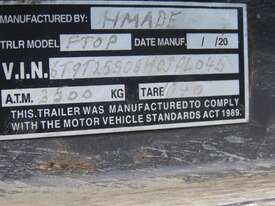 MANUFACTURED BY: HMADE
TRLR MODEL FTOP DATE MANUF. / /20
V.I.N.
A.T.M. 3500 KG TARE
THIS TRAILER WAS MANUFACTURED TO COMPLY
WITH THE MOTOR VEHICLE STANDARDS ACT 1989.